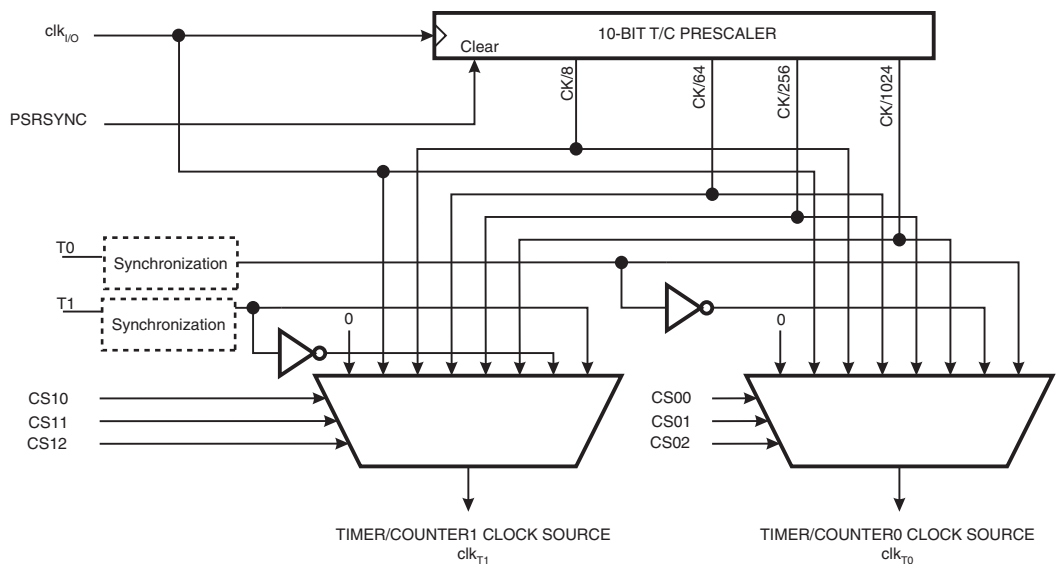 clkI/O
10-BIT T/C PRESCALER
Clear
CK/8
CK/64
CK/256
CK/1024
PSRSYNC
T0
Synchronization
T1
Synchronization
0
0
CS10
CS11
CS12
CS00
CS01
CS02
TIMER/COUNTER1 CLOCK SOURCE
clkT1
TIMER/COUNTER0 CLOCK SOURCE
clkT0